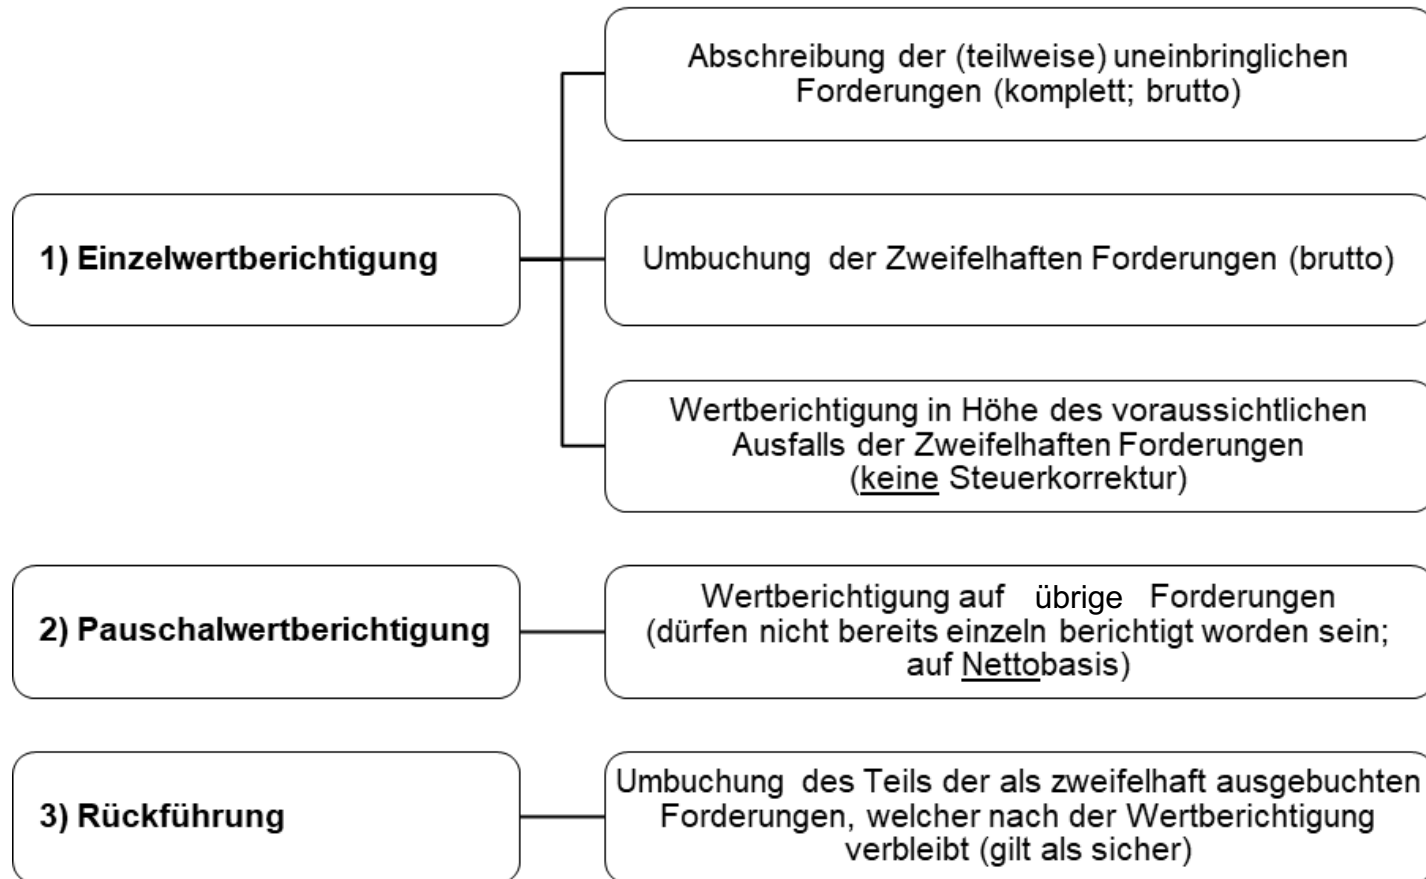 Abschreibung der (teilweise) uneinbringlichen
Forderungen (komplett; brutto)
1) Einzelwertberichtigung
Umbuchung der Zweifelhaften Forderungen (brutto)
Wertberichtigung in Höhe des voraussichtlichen
Ausfalls der Zweifelhaften Forderungen
(keine Steuerkorrektur)
2) Pauschalwertberichtigung
Wertberichtigung auf übrige Forderungen
(dürfen nicht bereits einzeln berichtigt worden sein;
auf Nettobasis)
3) Rückführung
Umbuchung des Teils der als zweifelhaft ausgebuchten
Forderungen, welcher nach der Wertberichtigung
verbleibt (gilt als sicher)